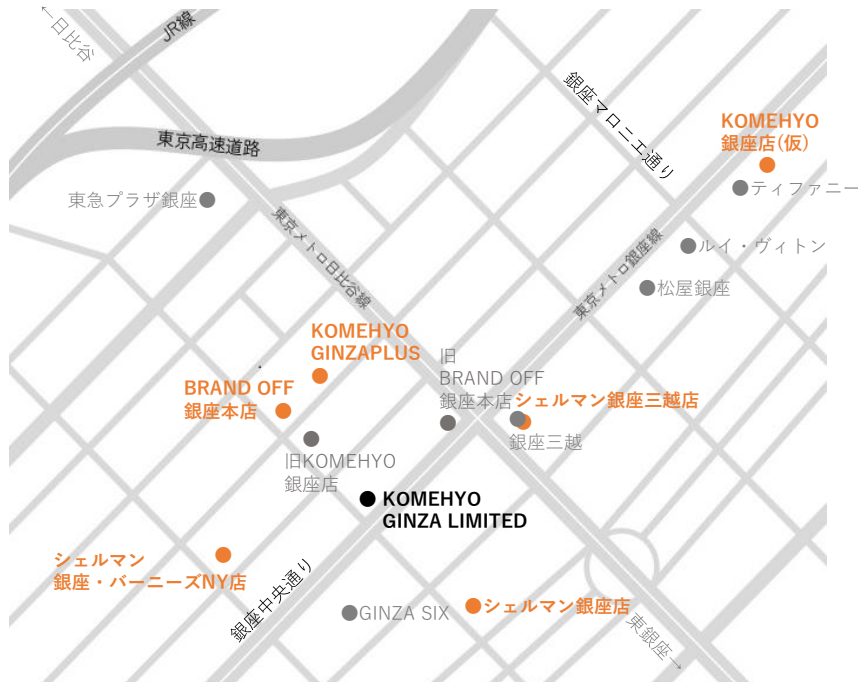 ←日比谷
JR線
東京高速道路
銀座マロニエ通り
KOMEHYO
銀座店(仮)
ティファニー
東急プラザ銀座
東京メトロ日比谷線
東京メトロ銀座線
ルイ・ヴィトン
松屋銀座
KOMEHYO
GINZAPLUS
旧
BRAND OFF
銀座本店
BRAND OFF
銀座本店
シェルマン銀座三越店
銀座三越
旧KOMEHYO
銀座店
KOMEHYO
GINZA LIMITED
シェルマン
銀座・バーニーズNY店
銀座中央通り
GINZA SIX
シェルマン銀座店
東銀座→